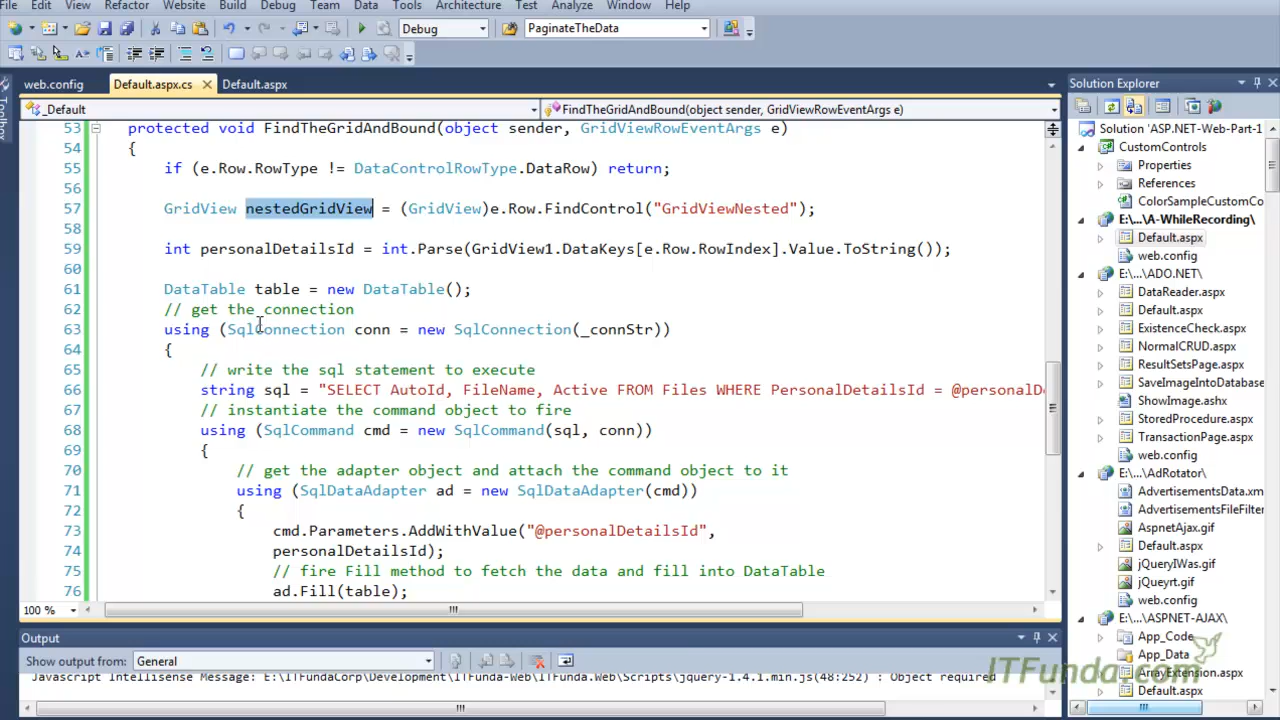 File Edit View Refactor Website Build Debug Team Data Tools Architecture Test Analyze Window Help
Debug PaginateTheData
web.config Default.aspx.cs Default.aspx
_Default FindTheGridAndBound(object sender, GridViewRowEventArgs e)
53 protected void FindTheGridAndBound(object sender, GridViewRowEventArgs e)
54 {
55 if (e.Row.RowType != DataControlRowType.DataRow) return;
56
57 GridView nestedGridView = (GridView)e.Row.FindControl("GridViewNested");
58
59 int personalDetailsId = int.Parse(GridView1.DataKeys[e.Row.RowIndex].Value.ToString());
60
61 DataTable table = new DataTable();
62 // get the connection
63 using (SqlConnection conn = new SqlConnection(_connStr))
64 {
65 // write the sql statement to execute
66 string sql = "SELECT AutoId, FileName, Active FROM Files WHERE PersonalDetailsId = @personalDe
67 // instantiate the command object to fire
68 using (SqlCommand cmd = new SqlCommand(sql, conn))
69 {
70 // get the adapter object and attach the command object to it
71 using (SqlDataAdapter ad = new SqlDataAdapter(cmd))
72 {
73 cmd.Parameters.AddWithValue("@personalDetailsId",
74 personalDetailsId);
75 // fire Fill method to fetch the data and fill into DataTable
76 ad.Fill(table);
100 %
Output
Show output from: General
Javascript Intellisense Message: E:\ITFundaCorp\Development\ITFunda-Web\ITFunda.Web\Scripts\jquery-1.4.1.min.js(48:252) : Object required
Toolbox
Solution Explorer
Solution 'ASP.NET-Web-Part-1
CustomControls
Properties
References
ColorSampleCustomCo
E:\...\A-WhileRecording\
Default.aspx
web.config
E:\...\ADO.NET\
DataReader.aspx
Default.aspx
ExistenceCheck.aspx
NormalCRUD.aspx
ResultSetsPage.aspx
SaveImageIntoDatabase
ShowImage.ashx
StoredProcedure.aspx
TransactionPage.aspx
web.config
E:\...\AdRotator\
AdvertisementsData.xm
AdvertisementsFileFilter
AspnetAjax.gif
Default.aspx
jQueryIWas.gif
jQueyrt.gif
web.config
E:\...\ASPNET-AJAX\
App_Code
App_Data
ArrayExtension.aspx
Default.aspx
ITFunda.com